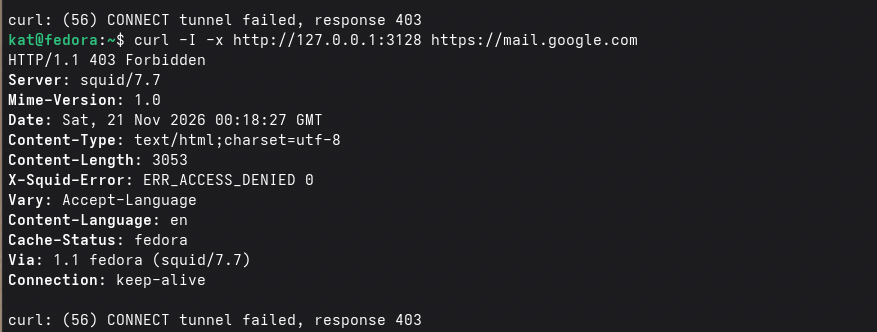 curl: (56) CONNECT tunnel failed, response 403
kat@fedora:~$ curl -I -x http://127.0.0.1:3128 https://mail.google.com
HTTP/1.1 403 Forbidden
Server: squid/7.7
Mime-Version: 1.0
Date: Sat, 21 Nov 2026 00:18:27 GMT
Content-Type: text/html;charset=utf-8
Content-Length: 3053
X-Squid-Error: ERR_ACCESS_DENIED 0
Vary: Accept-Language
Content-Language: en
Cache-Status: fedora
Via: 1.1 fedora (squid/7.7)
Connection: keep-alive

curl: (56) CONNECT tunnel failed, response 403